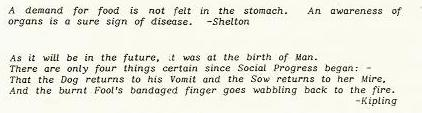 A demand for food is not felt in the stomach. An awareness of
organs is a sure sign of disease. -Shelton
As it will be in the future, it was at the birth of Man.
There are only four things certain since Social Progress began: -
That the Dog returns to his Vomit and the Sow returns to her Mire,
And the burnt Fool's bandaged finger goes wabbling back to the fire.
-Kipling